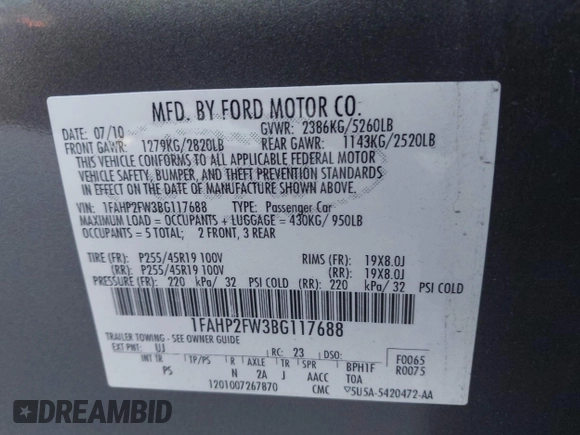 MFD. BY FORD MOTOR CO.
DATE: 07/10 GVWR: 2386KG/5260LB
FRONT GAWR: 1279KG/2820LB REAR GAWR: 1143KG/2520LB
THIS VEHICLE CONFORMS TO ALL APPLICABLE FEDERAL MOTOR
VEHICLE SAFETY, BUMPER, AND THEFT PREVENTION STANDARDS
IN EFFECT ON THE DATE OF MANUFACTURE SHOWN ABOVE.
VIN: 1FAHP2FW3BG117688 TYPE: Passenger Car
MAXIMUM LOAD = OCCUPANTS + LUGGAGE = 430KG/ 950LB
OCCUPANTS = 5 TOTAL; 2 FRONT, 3 REAR
TIRE (FR): P255/45R19 100V RIMS (FR): 19X8.0J
(RR): P255/45R19 100V (RR): 19X8.0J
PRESSURE (FR): 220 kPa/ 32 PSI COLD (RR): 220 kPa/ 32 PSI COLD
1FAHP2FW3BG117688
TRAILER TOWING - SEE OWNER GUIDE
EXT PNT: UJ RC: 23 DSO: F0065
INT TR TP/PS R AXLE TR SPR BPH1F R0075
PS N 2A J AACC TOA
1201007267870 CMC ▽5USA-5420472-AA
DREAMBID